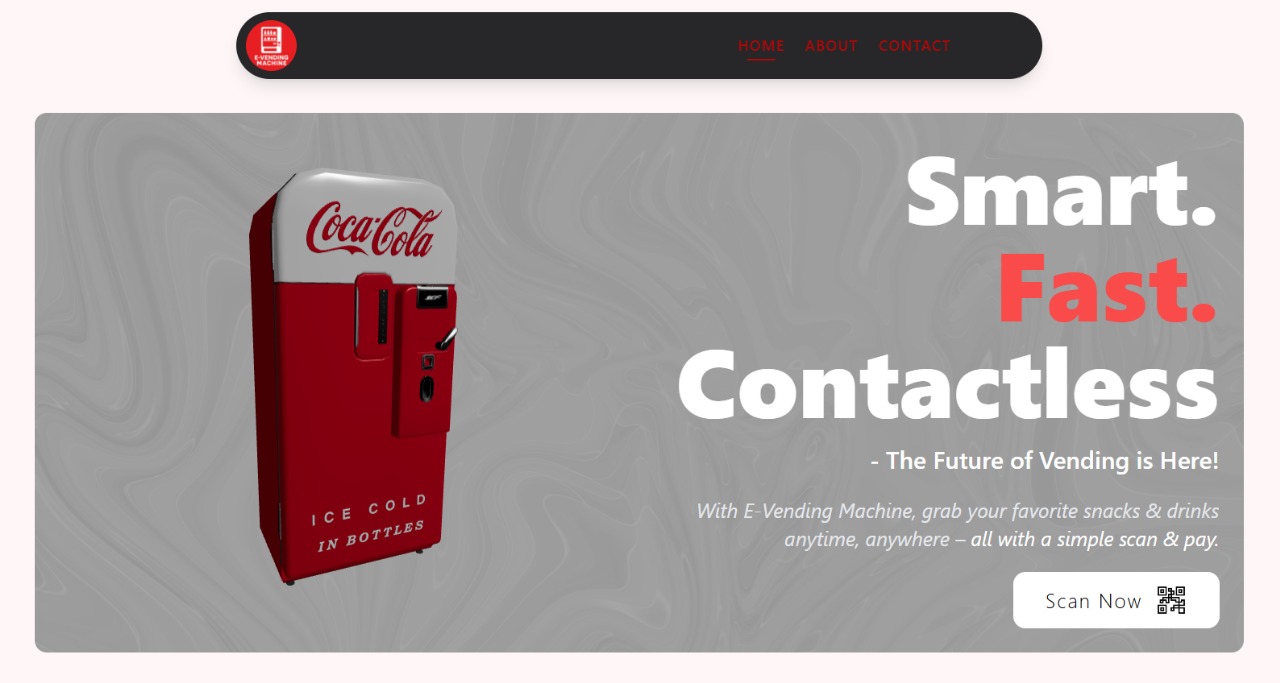 E-VENDING
MACHINE
HOME ABOUT CONTACT
Coca-Cola
ICE COLD
IN BOTTLES
Smart.
Fast.
Contactless
- The Future of Vending is Here!
With E-Vending Machine, grab your favorite snacks & drinks
anytime, anywhere – all with a simple scan & pay.
Scan Now